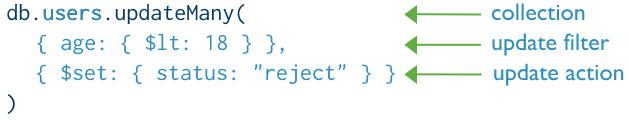 db.users.updateMany( collection
{ age: { $lt: 18 } }, update filter
{ $set: { status: "reject" } } update action
)